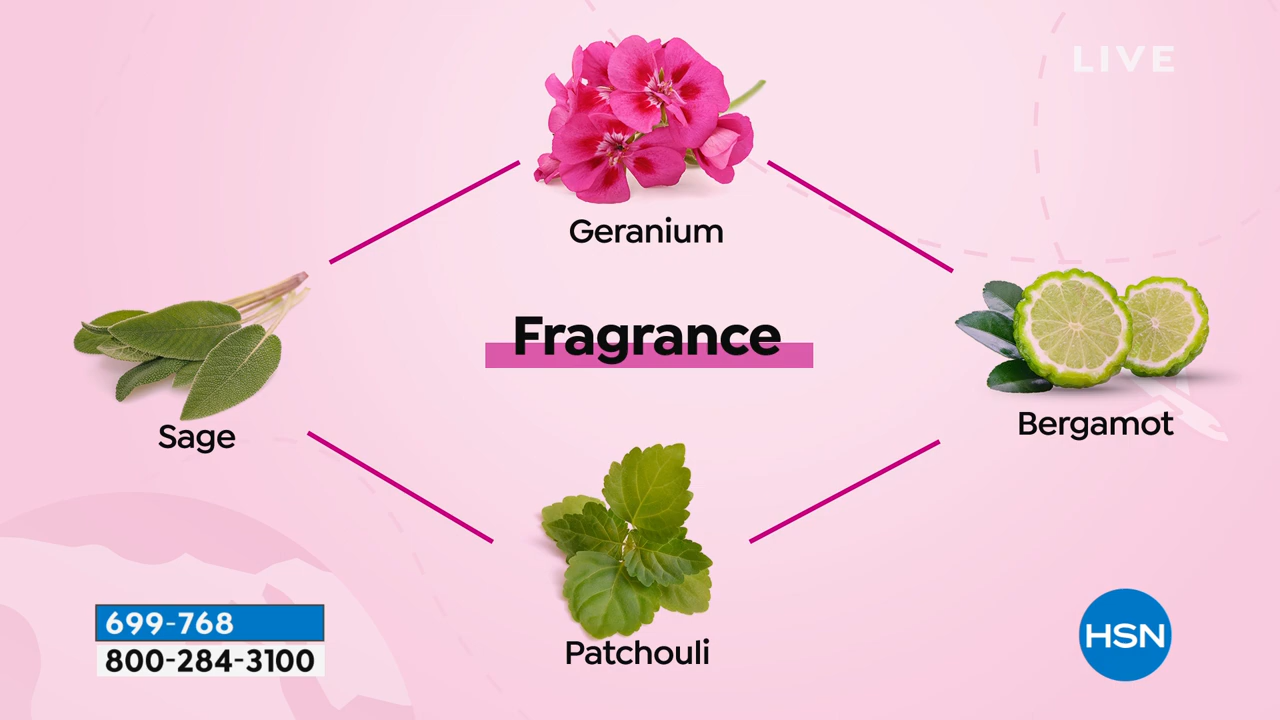 LIVE
Geranium
Fragrance
Sage
Bergamot
Patchouli
699-768
800-284-3100
HSN